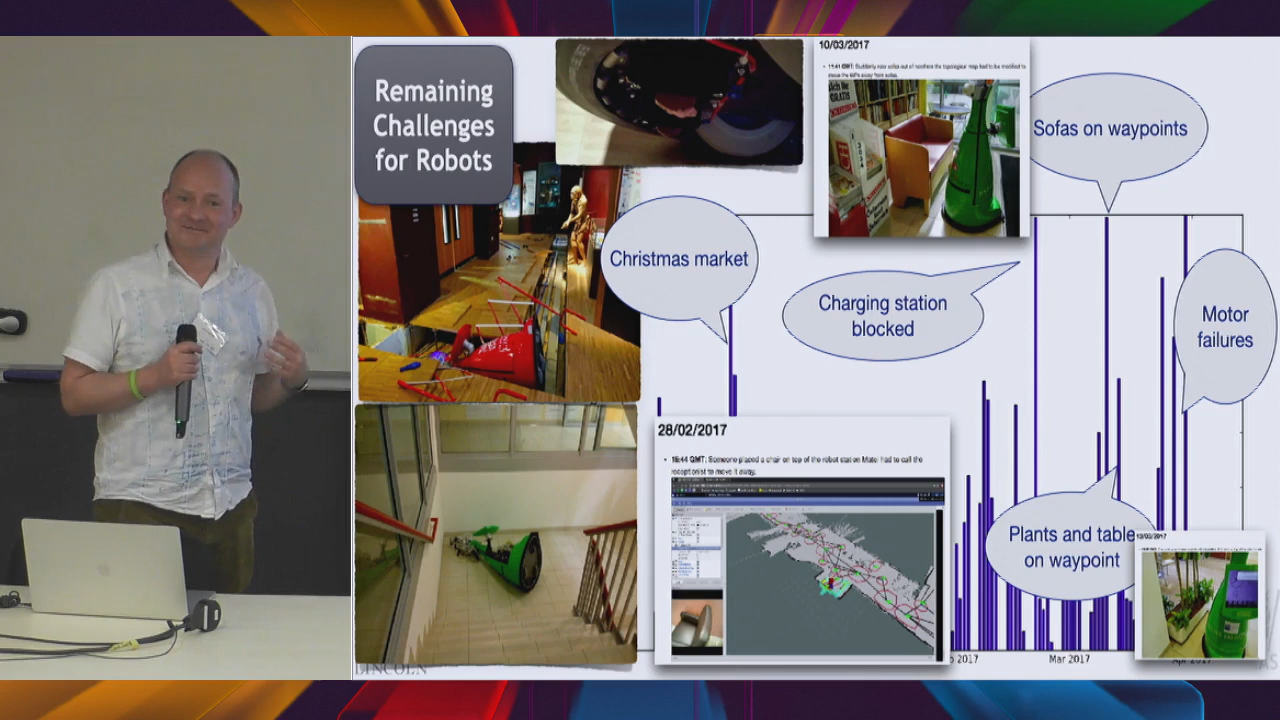 Remaining
Challenges
for Robots
10/03/2017
Sofas on waypoints
Christmas market
Charging station
blocked
Motor
failures
28/02/2017
Someone placed a chair on top of the robot station Matei had to call the
receptionist to move it away.
Plants and table
on waypoint
2017
Mar 2017
LINCOLN